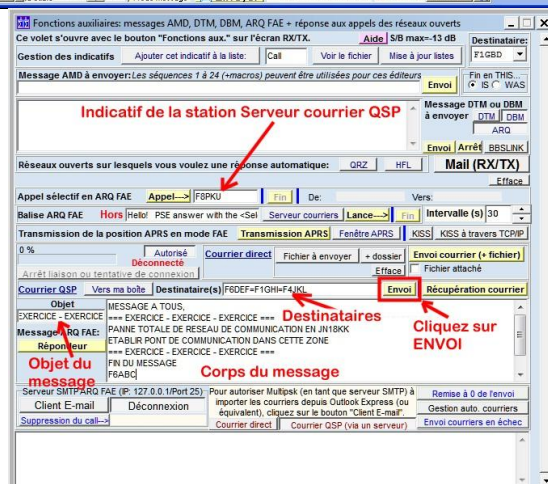 Fonctions auxiliaires: messages AMD, DTM, DBM, ARQ FAE + réponse aux appels des réseaux ouverts
Ce volet s'ouvre avec le bouton "Fonctions aux." sur l'écran RX/TX. Aide S/B max=-13 dB Destinataire:
Gestion des indicatifs Ajouter cet indicatif à la liste: Call Voir le fichier Mise à jour listes F1GBD
Message AMD à envoyer: Les séquences 1 à 24 (+macros) peuvent être utilisées pour ces éditeurs Envoi Fin en THIS...
IS WAS
Indicatif de la station Serveur courrier QSP
Message DTM ou DBM
à envoyer DTM DBM
ARQ
Envoi Arrêt BBSLINK
Réseaux ouverts sur lesquels vous voulez une réponse automatique: QRZ HFL Mail (RX/TX)
Efface
Appel sélectif en ARQ FAE Appel---> F8PKU Fin De: Vers:
Balise ARQ FAE Hors Hello! PSE answer with the <Sel Serveur courriers Lance---> Fin Intervalle (s) 30
Transmission de la position APRS en mode FAE Transmission APRS Fenêtre APRS KISS KISS à travers TCP/IP
0 % Autorisé Courrier direct Fichier à envoyer + dossier Envoi courrier (+ fichier)
Déconnecté
Arrêt liaison ou tentative de connexion Efface Fichier attaché
Courrier QSP Vers ma boîte Destinataire(s) F6DEF=F1GHI=F4JKL Envoi Récupération courrier
Objet
EXERCICE - EXERCICE
Message ARQ FAE:
Répondeur
Objet du
message
MESSAGE A TOUS,
=== EXERCICE - EXERCICE - EXERCICE ===
PANNE TOTALE DE RESEAU DE COMMUNICATION EN JN18KK
ETABLIR PONT DE COMMUNICATION DANS CETTE ZONE
=== EXERCICE - EXERCICE - EXERCICE ===
FIN DU MESSAGE
F6ABC
Destinataires
Corps du message
Cliquez sur
ENVOI
Serveur SMTP ARQ FAE (IP: 127.0.0.1/Port 25)
Client E-mail Déconnexion
Suppression du call-->
Pour autoriser Multipsk (en tant que serveur SMTP) à
importer les courriers depuis Outlook Express (ou
équivalent), cliquez sur le bouton "Client E-mail".
Courrier direct Courrier QSP (via un serveur)
Remise à 0 de l'envoi
Gestion auto. courriers
Envoi courriers en échec